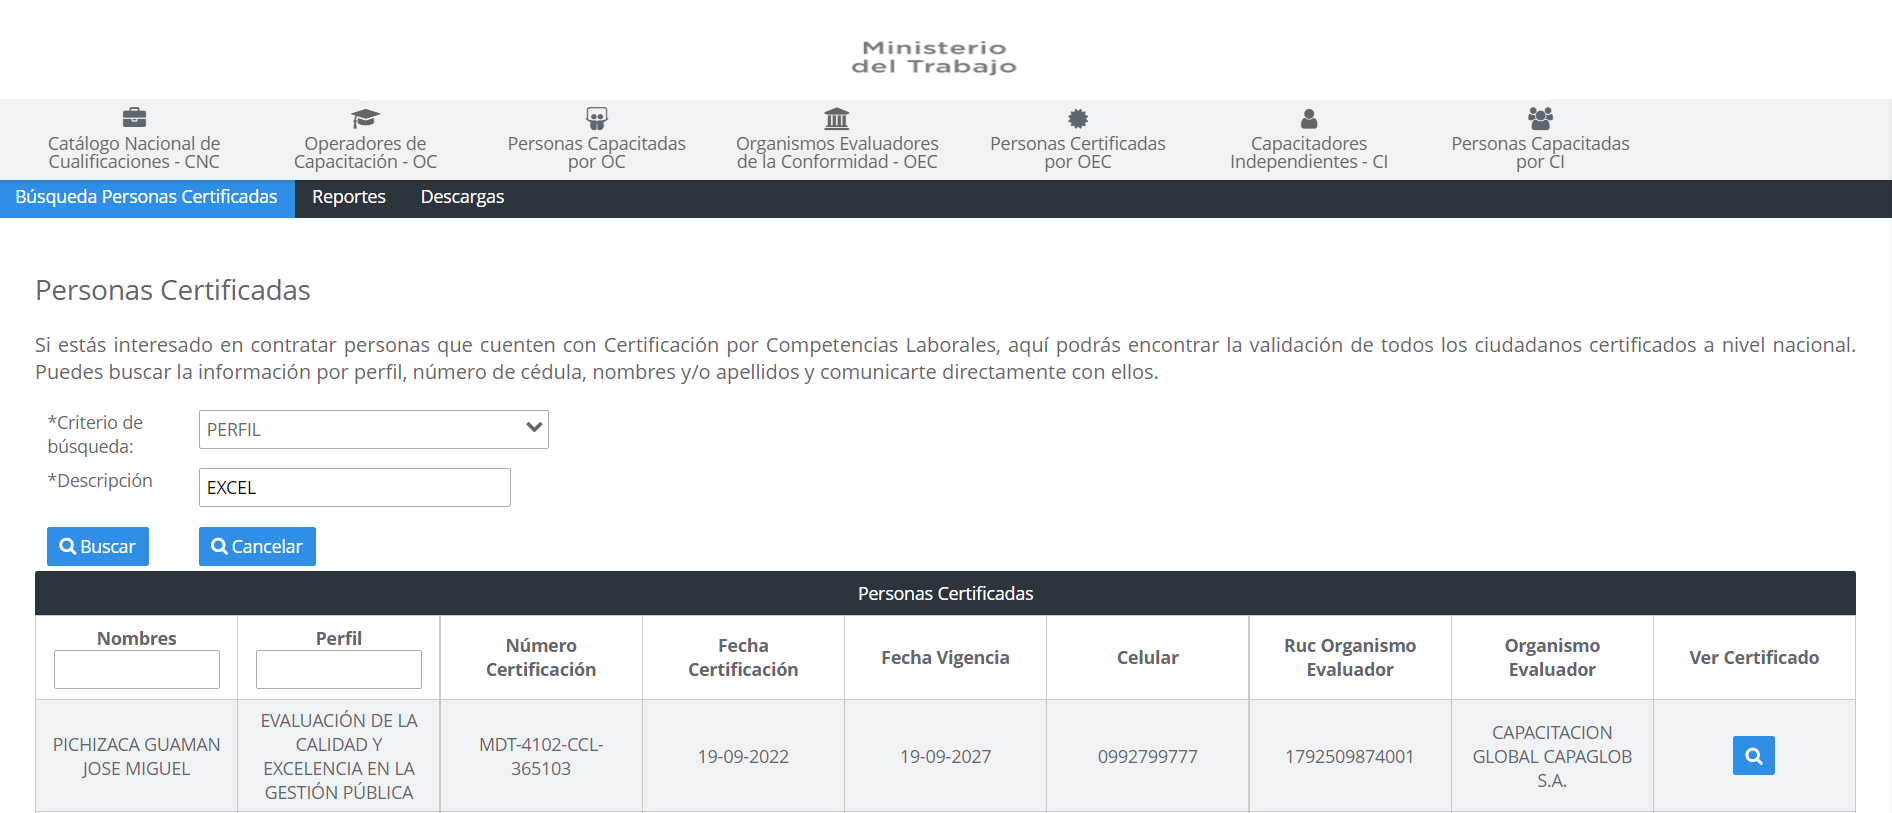 Ministerio
del Trabajo
Catálogo Nacional de
Cualificaciones - CNC
Operadores de
Capacitación - OC
Personas Capacitadas
por OC
Organismos Evaluadores
de la Conformidad - OEC
Personas Certificadas
por OEC
Capacitadores
Independientes - CI
Personas Capacitadas
por CI
Búsqueda Personas Certificadas
Reportes
Descargas
Personas Certificadas
Si estás interesado en contratar personas que cuenten con Certificación por Competencias Laborales, aquí podrás encontrar la validación de todos los ciudadanos certificados a nivel nacional.
Puedes buscar la información por perfil, número de cédula, nombres y/o apellidos y comunicarte directamente con ellos.
*Criterio de
búsqueda:
PERFIL
*Descripción
EXCEL
Buscar
Cancelar
Personas Certificadas
Nombres
Perfil
Número
Certificación
Fecha
Certificación
Fecha Vigencia
Celular
Ruc Organismo
Evaluador
Organismo
Evaluador
Ver Certificado
PICHIZACA GUAMAN
JOSE MIGUEL
EVALUACIÓN DE LA
CALIDAD Y
EXCELENCIA EN LA
GESTIÓN PÚBLICA
MDT-4102-CCL-
365103
19-09-2022
19-09-2027
0992799777
1792509874001
CAPACITACION
GLOBAL CAPAGLOB
S.A.